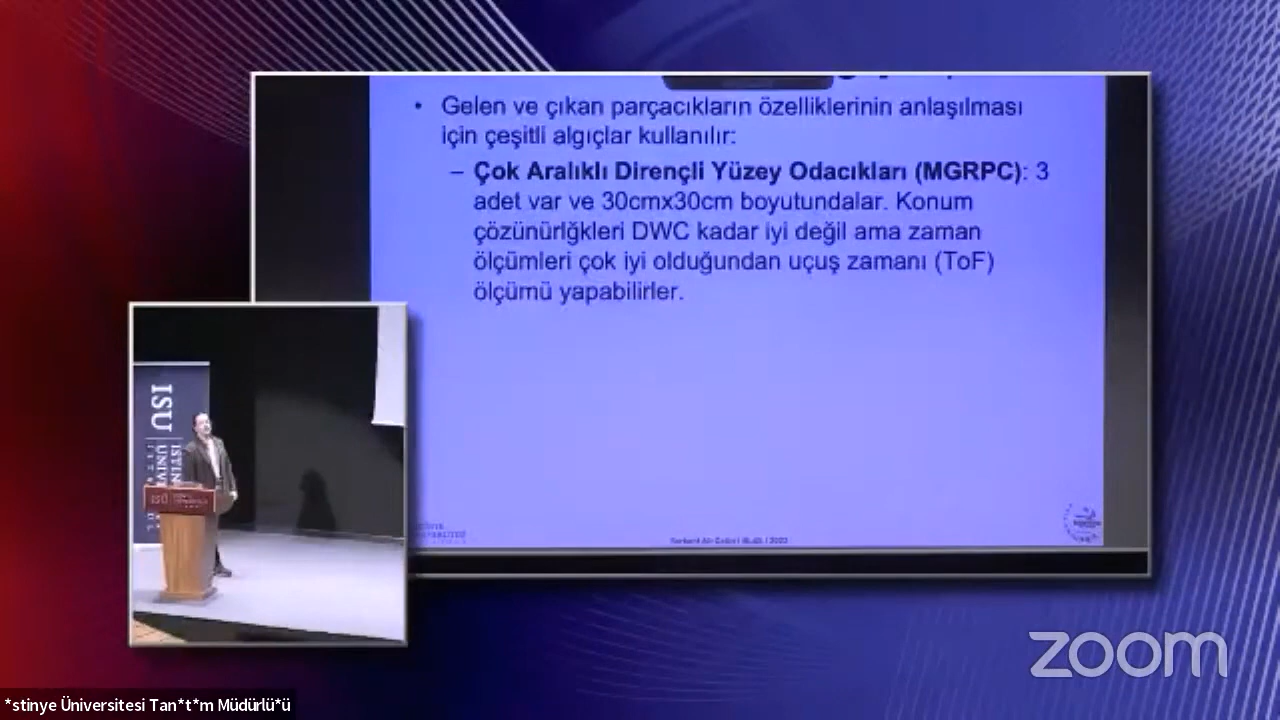 • Gelen ve çıkan parçacıkların özelliklerinin anlaşılması
için çeşitli algıçlar kullanılır:
– Çok Aralıklı Dirençli Yüzey Odacıkları (MGRPC): 3
adet var ve 30cmx30cm boyutundalar. Konum
çözünürlğkleri DWC kadar iyi değil ama zaman
ölçümleri çok iyi olduğundan uçuş zamanı (ToF)
ölçümü yapabilirler.
ISU
zoom
*stinye Üniversitesi Tan*t*m Müdürlü*ü